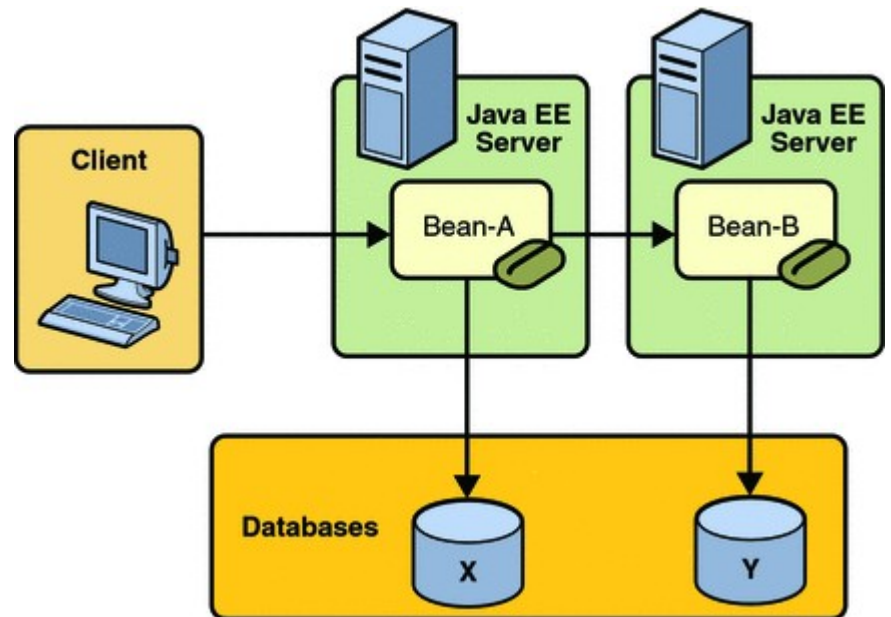 Java EE
Server
Java EE
Server
Client
Bean-A
Bean-B
Databases
X
Y